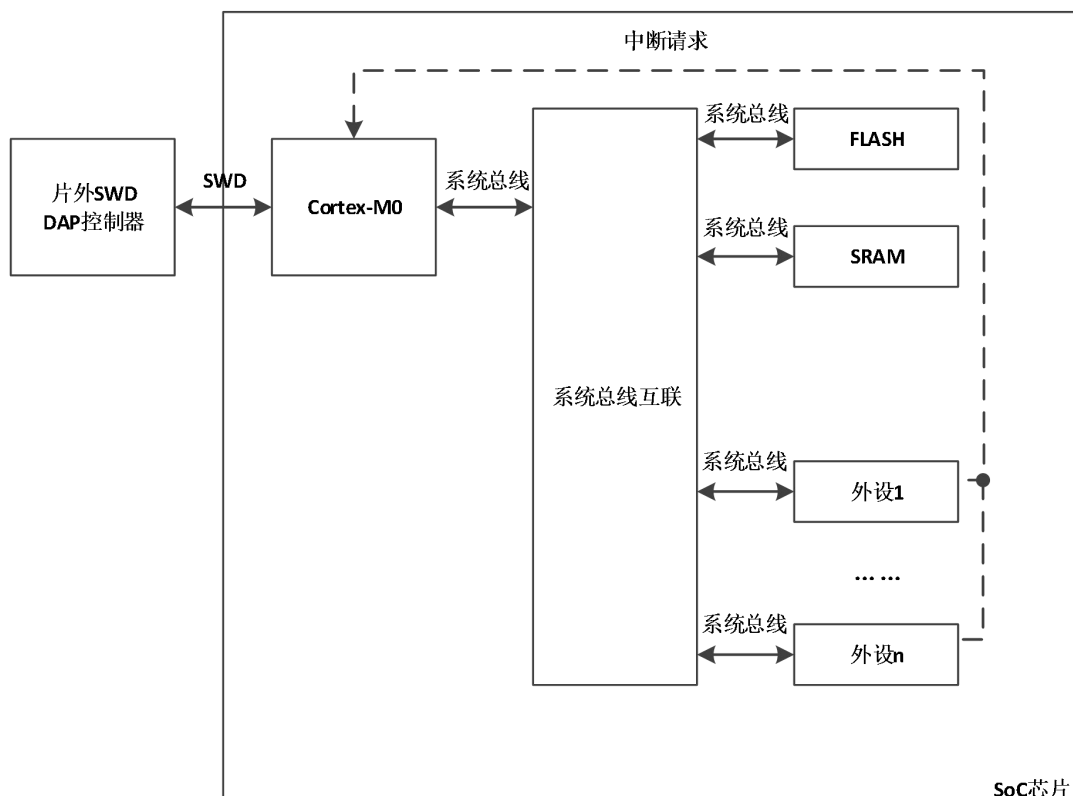 中断请求
系统总线
FLASH
片外SWD
DAP控制器
SWD
Cortex-M0
系统总线
系统总线
SRAM
系统总线互联
系统总线
外设1
... ...
系统总线
外设n
SoC芯片